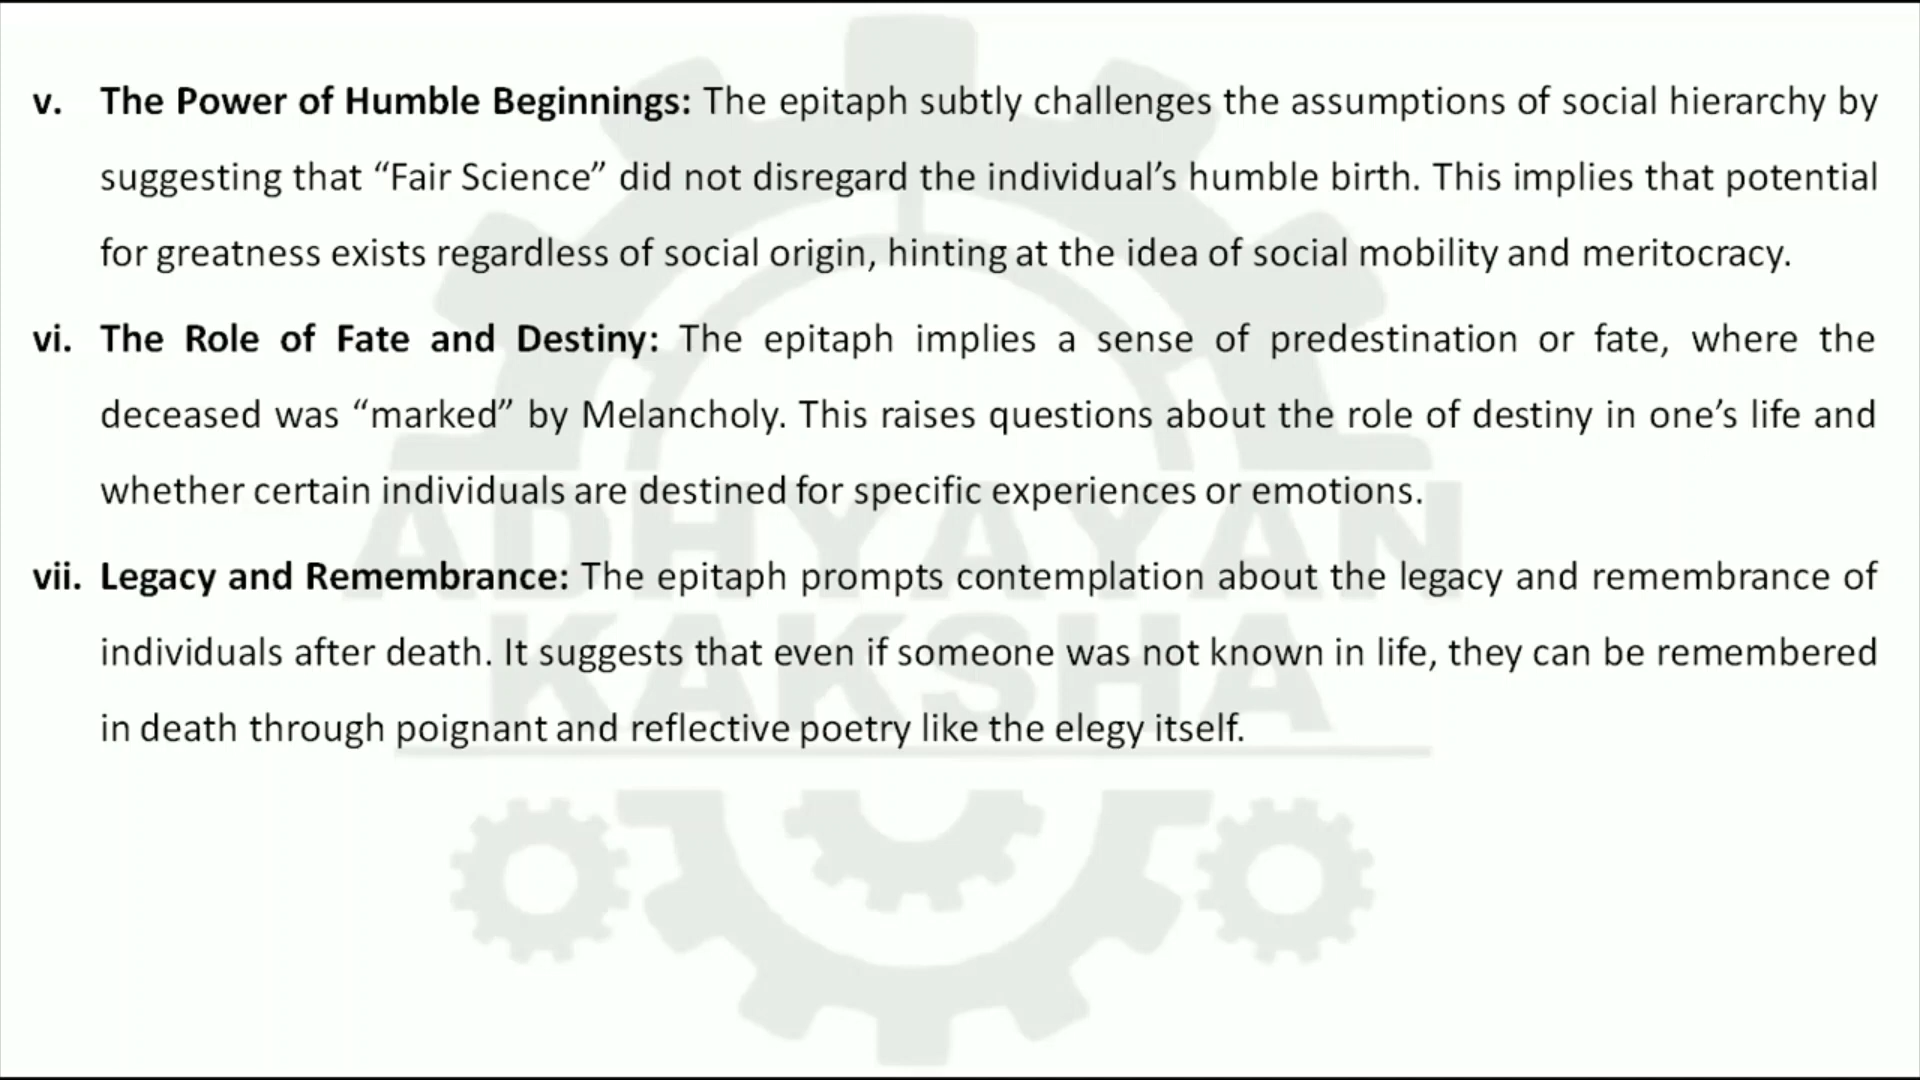 v. The Power of Humble Beginnings: The epitaph subtly challenges the assumptions of social hierarchy by
suggesting that “Fair Science” did not disregard the individual’s humble birth. This implies that potential
for greatness exists regardless of social origin, hinting at the idea of social mobility and meritocracy.
vi. The Role of Fate and Destiny: The epitaph implies a sense of predestination or fate, where the
deceased was “marked” by Melancholy. This raises questions about the role of destiny in one’s life and
whether certain individuals are destined for specific experiences or emotions.
vii. Legacy and Remembrance: The epitaph prompts contemplation about the legacy and remembrance of
individuals after death. It suggests that even if someone was not known in life, they can be remembered
in death through poignant and reflective poetry like the elegy itself.
ADHYAYAN
KAKSHA